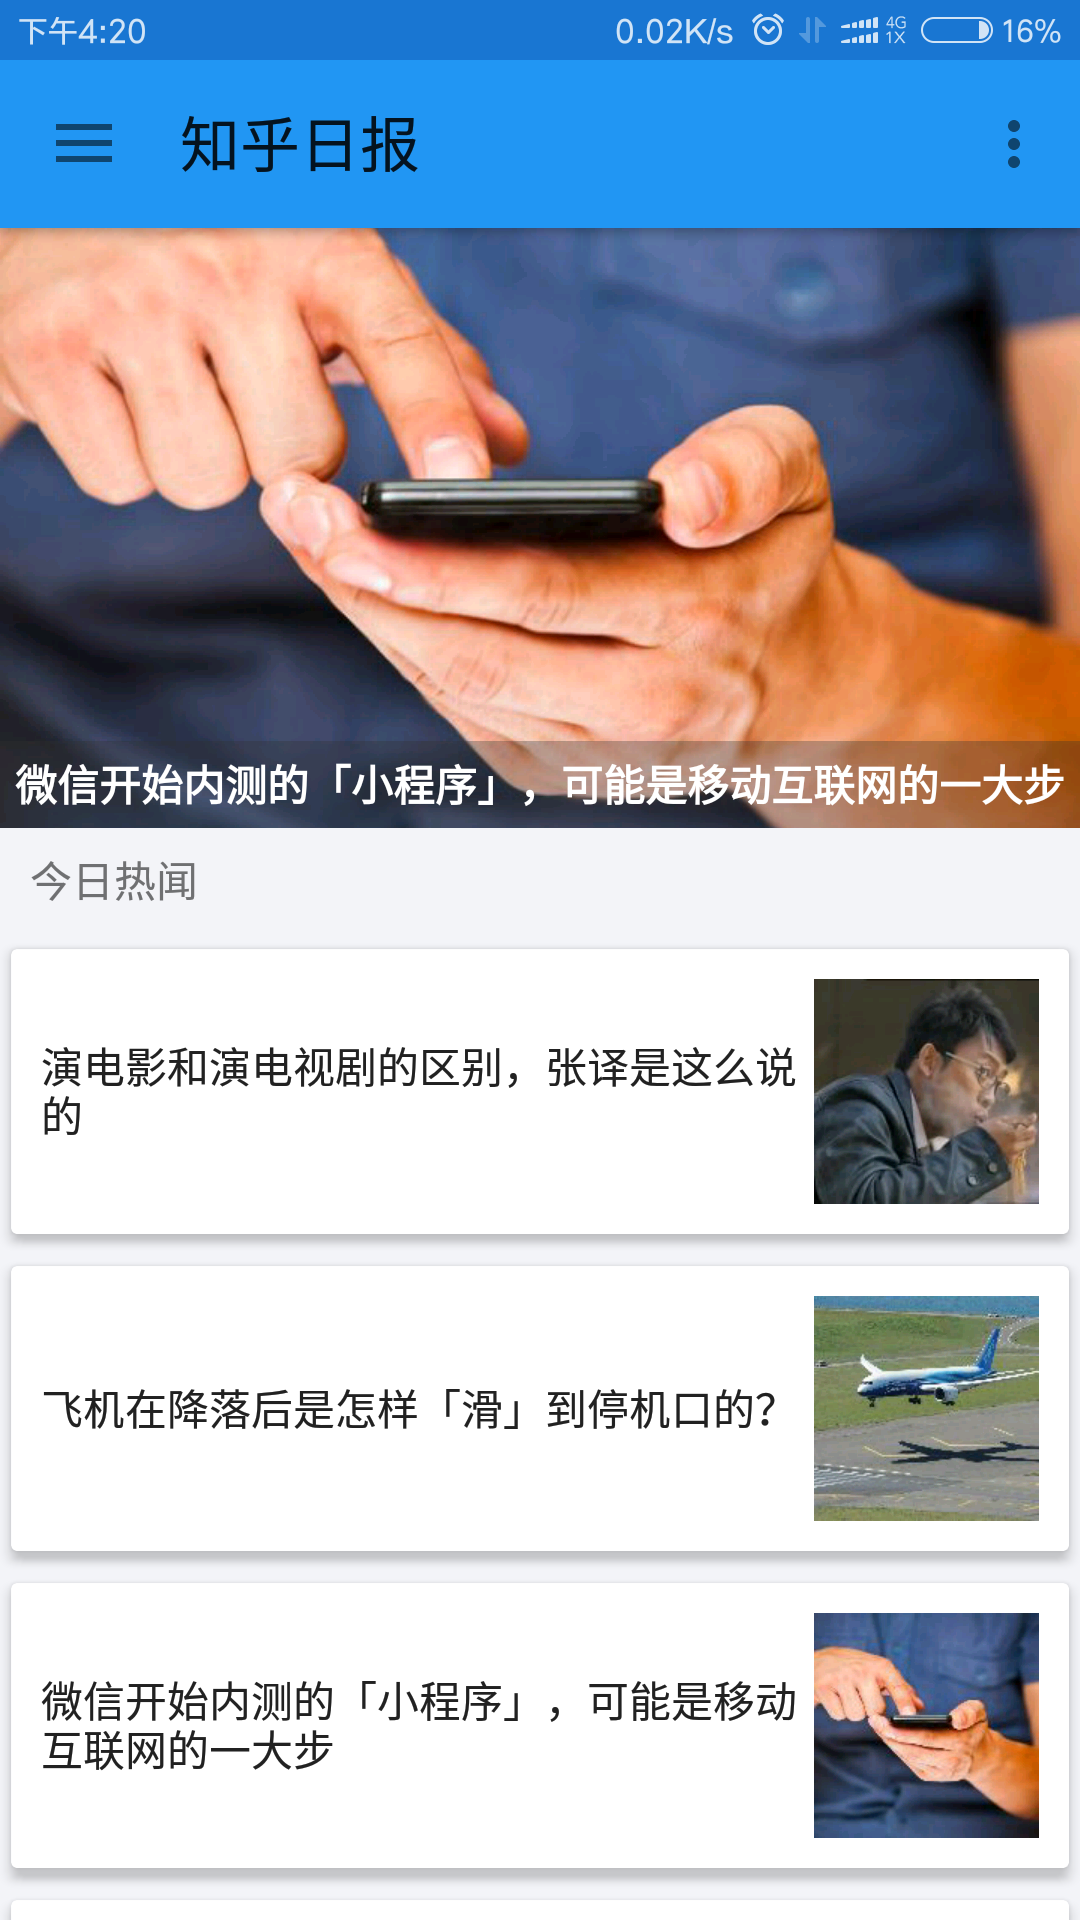 下午4:20
0.02K/s
4G
1X
16%
知乎日报
微信开始内测的「小程序」，可能是移动互联网的一大步
今日热闻
演电影和演电视剧的区别，张译是这么说
的
飞机在降落后是怎样「滑」到停机口的？
微信开始内测的「小程序」，可能是移动
互联网的一大步